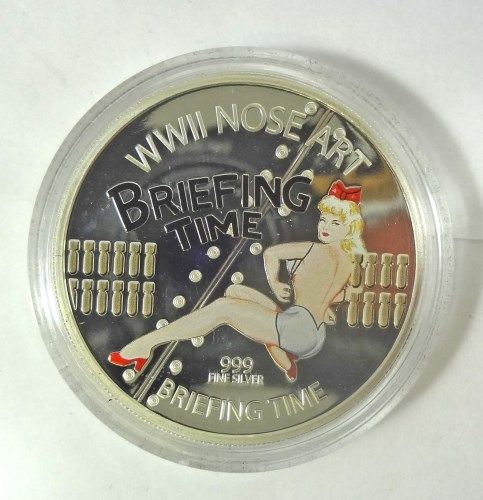 WWII NOSE ART
BRIEFING
TIME
999
FINE SILVER
BRIEFING TIME